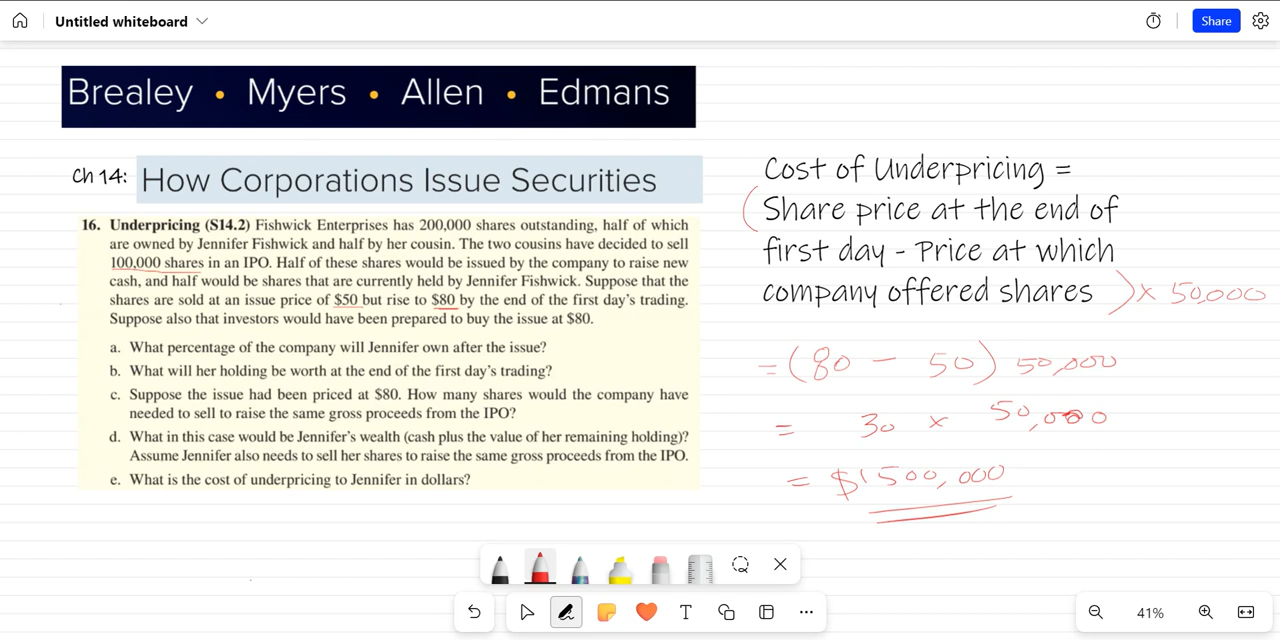 Untitled whiteboard
Share
Brealey • Myers • Allen • Edmans
Ch 14: How Corporations Issue Securities
16. Underpricing (S14.2) Fishwick Enterprises has 200,000 shares outstanding, half of which
are owned by Jennifer Fishwick and half by her cousin. The two cousins have decided to sell
100,000 shares in an IPO. Half of these shares would be issued by the company to raise new
cash, and half would be shares that are currently held by Jennifer Fishwick. Suppose that the
shares are sold at an issue price of $50 but rise to $80 by the end of the first day's trading.
Suppose also that investors would have been prepared to buy the issue at $80.
a. What percentage of the company will Jennifer own after the issue?
b. What will her holding be worth at the end of the first day's trading?
c. Suppose the issue had been priced at $80. How many shares would the company have
needed to sell to raise the same gross proceeds from the IPO?
d. What in this case would be Jennifer's wealth (cash plus the value of her remaining holding)?
Assume Jennifer also needs to sell her shares to raise the same gross proceeds from the IPO.
e. What is the cost of underpricing to Jennifer in dollars?
Cost of Underpricing =
(Share price at the end of
first day - Price at which
company offered shares ) x 50,000
= (80 - 50) 50,000
= 30 x 50,000
= $1500,000
T
41%